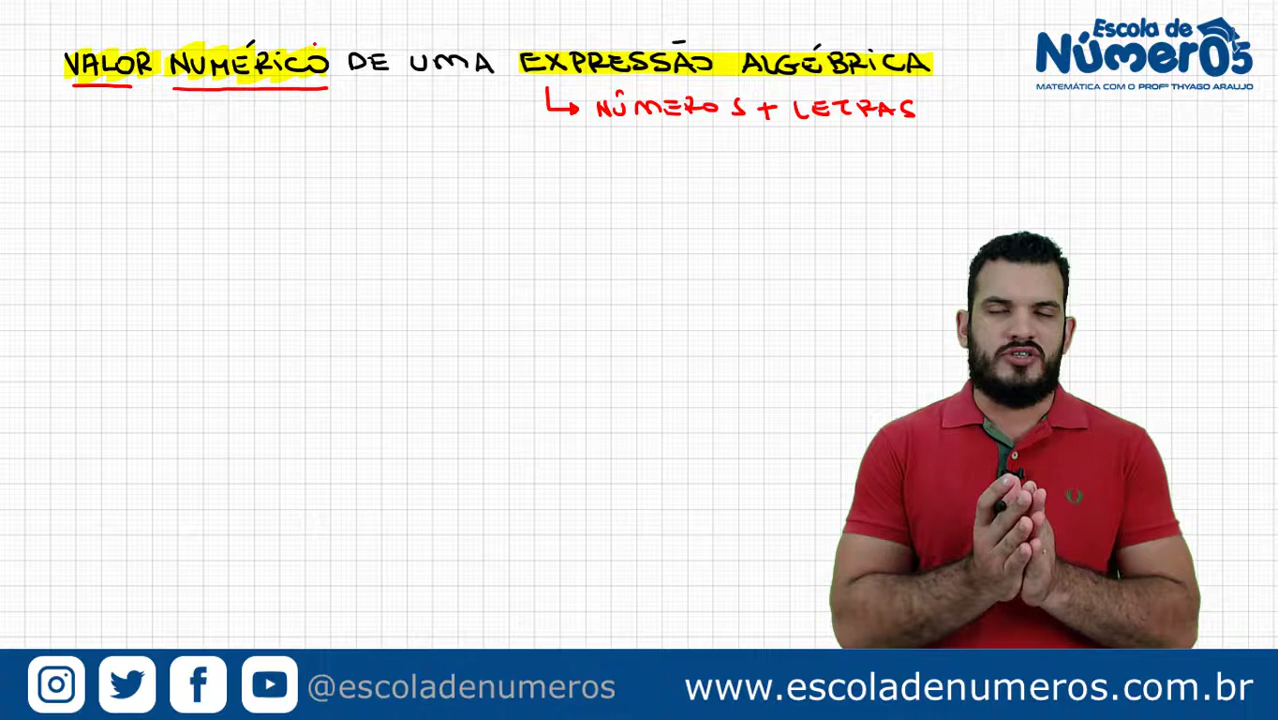 VALOR NUMÉRICO DE UMA EXPRESSÃO ALGÉBRICA
NÚMEROS + LETRAS
Escola de
Números
MATEMÁTICA COM O PROFº THYAGO ARAUJO
@escoladenumeros
www.escoladenumeros.com.br